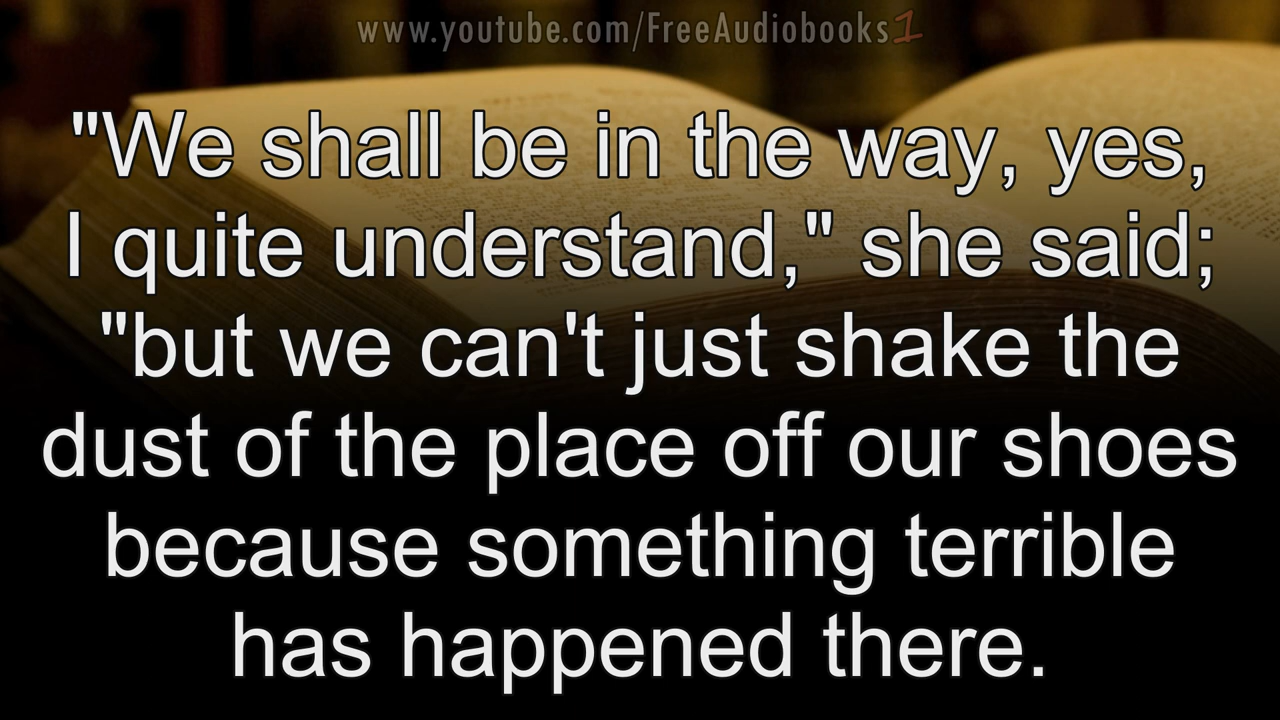 www.youtube.com/FreeAudiobooks1
"We shall be in the way, yes,
I quite understand," she said;
"but we can't just shake the
dust of the place off our shoes
because something terrible
has happened there.